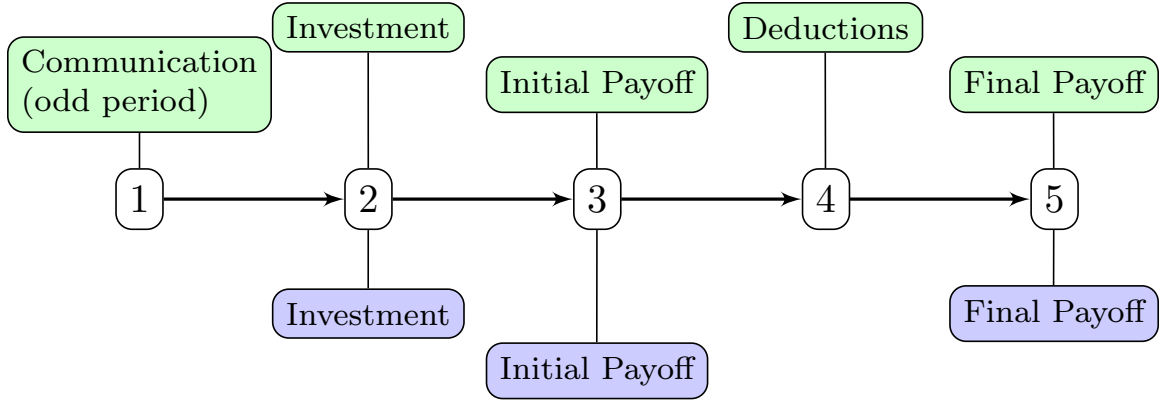 Investment
Deductions
Communication
(odd period)
Initial Payoff
Final Payoff
1
2
3
4
5
Investment
Final Payoff
Initial Payoff